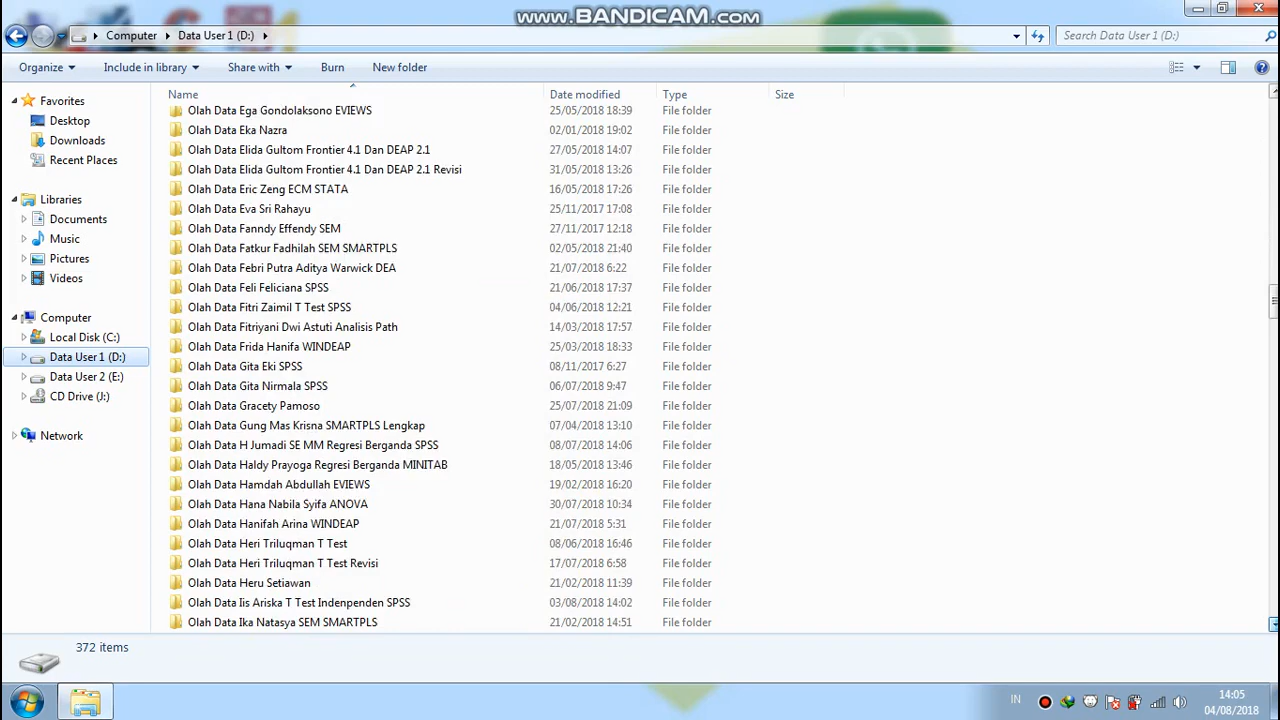 www.BANDICAM.com
Computer Data User 1 (D:) Search Data User 1 (D:)
Organize Include in library Share with Burn New folder
Name Date modified Type Size
Favorites
Desktop
Downloads
Recent Places
Libraries
Documents
Music
Pictures
Videos
Computer
Local Disk (C:)
Data User 1 (D:)
Data User 2 (E:)
CD Drive (J:)
Network
Olah Data Ega Gondolaksono EVIEWS 25/05/2018 18:39 File folder
Olah Data Eka Nazra 02/01/2018 19:02 File folder
Olah Data Elida Gultom Frontier 4.1 Dan DEAP 2.1 27/05/2018 14:07 File folder
Olah Data Elida Gultom Frontier 4.1 Dan DEAP 2.1 Revisi 31/05/2018 13:26 File folder
Olah Data Eric Zeng ECM STATA 16/05/2018 17:26 File folder
Olah Data Eva Sri Rahayu 25/11/2017 17:08 File folder
Olah Data Fanndy Effendy SEM 27/11/2017 12:18 File folder
Olah Data Fatkur Fadhilah SEM SMARTPLS 02/05/2018 21:40 File folder
Olah Data Febri Putra Aditya Warwick DEA 21/07/2018 6:22 File folder
Olah Data Feli Feliciana SPSS 21/06/2018 17:37 File folder
Olah Data Fitri Zaimil T Test SPSS 04/06/2018 12:21 File folder
Olah Data Fitriyani Dwi Astuti Analisis Path 14/03/2018 17:57 File folder
Olah Data Frida Hanifa WINDEAP 25/03/2018 18:33 File folder
Olah Data Gita Eki SPSS 08/11/2017 6:27 File folder
Olah Data Gita Nirmala SPSS 06/07/2018 9:47 File folder
Olah Data Gracety Pamoso 25/07/2018 21:09 File folder
Olah Data Gung Mas Krisna SMARTPLS Lengkap 07/04/2018 13:10 File folder
Olah Data H Jumadi SE MM Regresi Berganda SPSS 08/07/2018 14:06 File folder
Olah Data Haldy Prayoga Regresi Berganda MINITAB 18/05/2018 13:46 File folder
Olah Data Hamdah Abdullah EVIEWS 19/02/2018 16:20 File folder
Olah Data Hana Nabila Syifa ANOVA 30/07/2018 10:34 File folder
Olah Data Hanifah Arina WINDEAP 21/07/2018 5:31 File folder
Olah Data Heri Triluqman T Test 08/06/2018 16:46 File folder
Olah Data Heri Triluqman T Test Revisi 17/07/2018 6:58 File folder
Olah Data Heru Setiawan 21/02/2018 11:39 File folder
Olah Data Iis Ariska T Test Indenpenden SPSS 03/08/2018 14:02 File folder
Olah Data Ika Natasya SEM SMARTPLS 21/02/2018 14:51 File folder
372 items
IN
14:05
04/08/2018